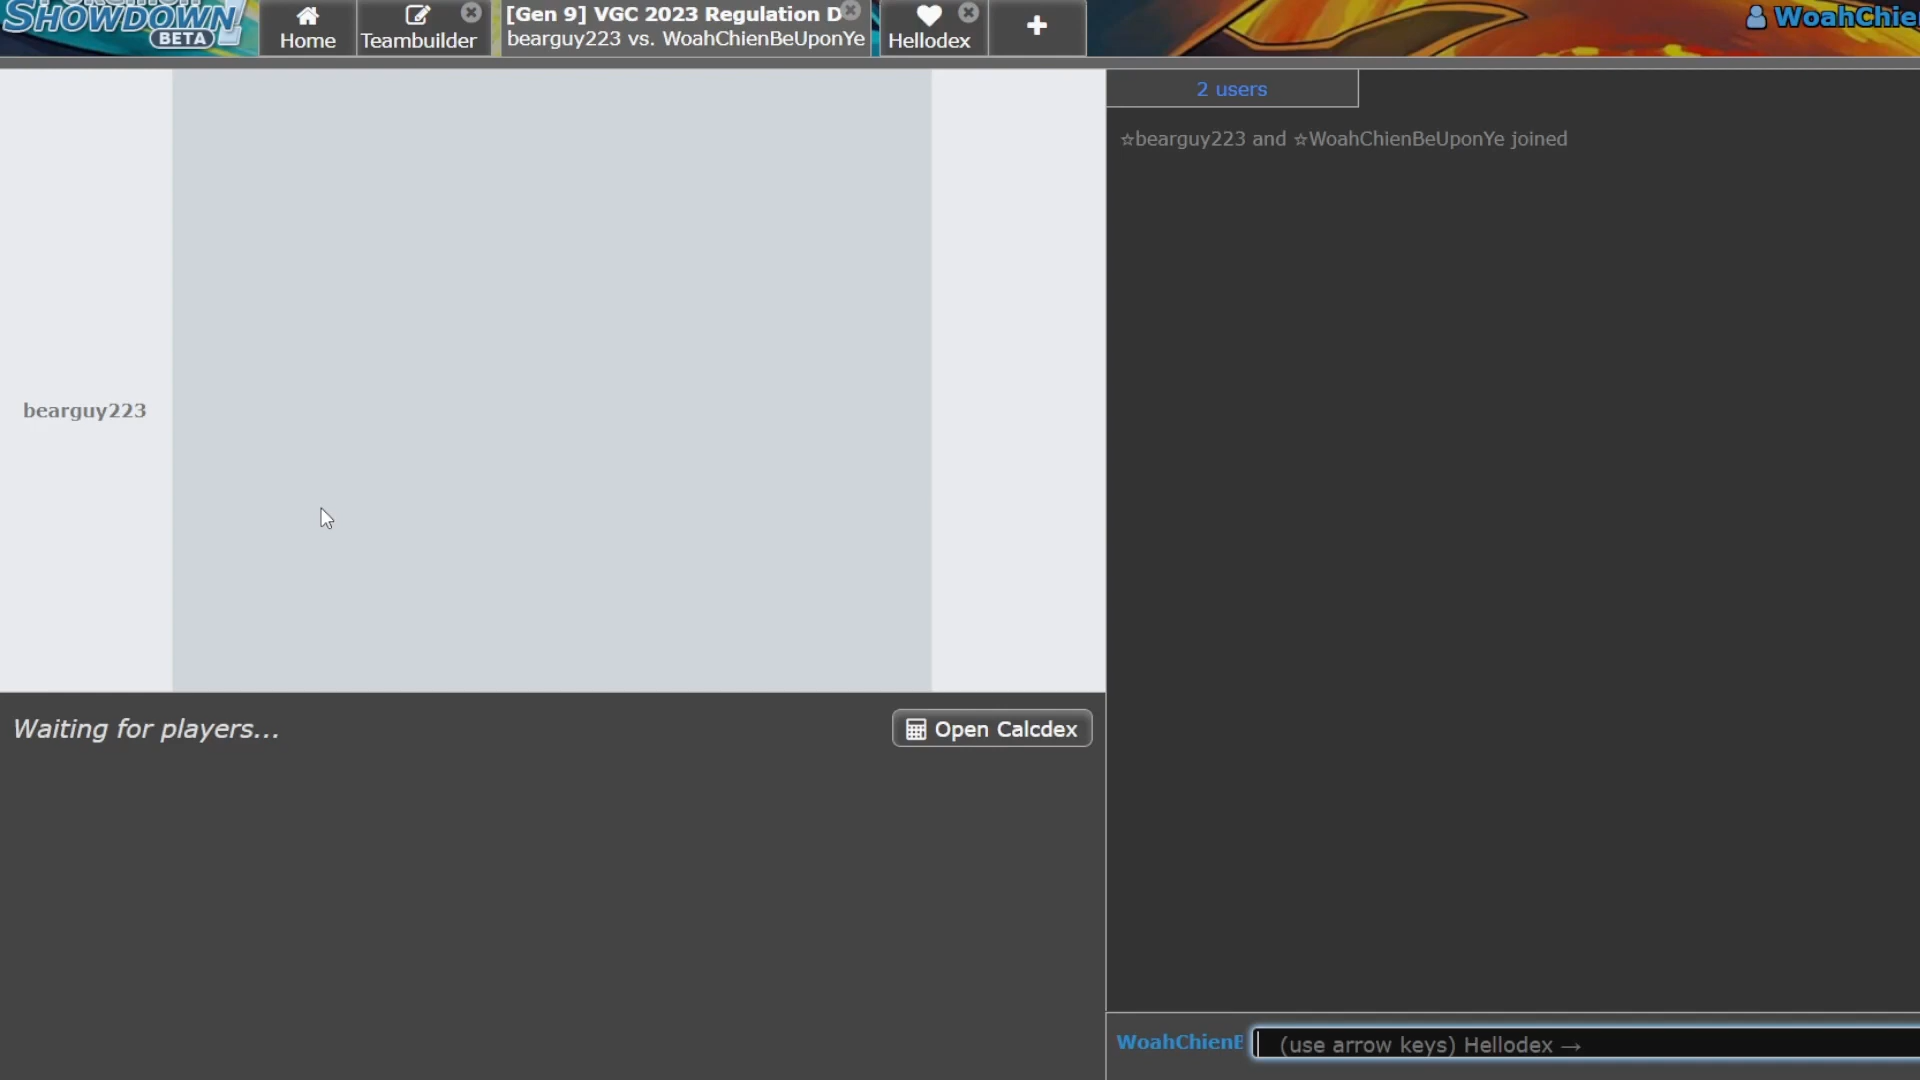 SHOWDOWN
BETA
Home
Teambuilder
[Gen 9] VGC 2023 Regulation D
bearguy223 vs. WoahChienBeUponYe
Hellodex
WoahChie
2 users
☆bearguy223 and ☆WoahChienBeUponYe joined
bearguy223
Waiting for players...
Open Calcdex
WoahChienB
(use arrow keys) Hellodex →